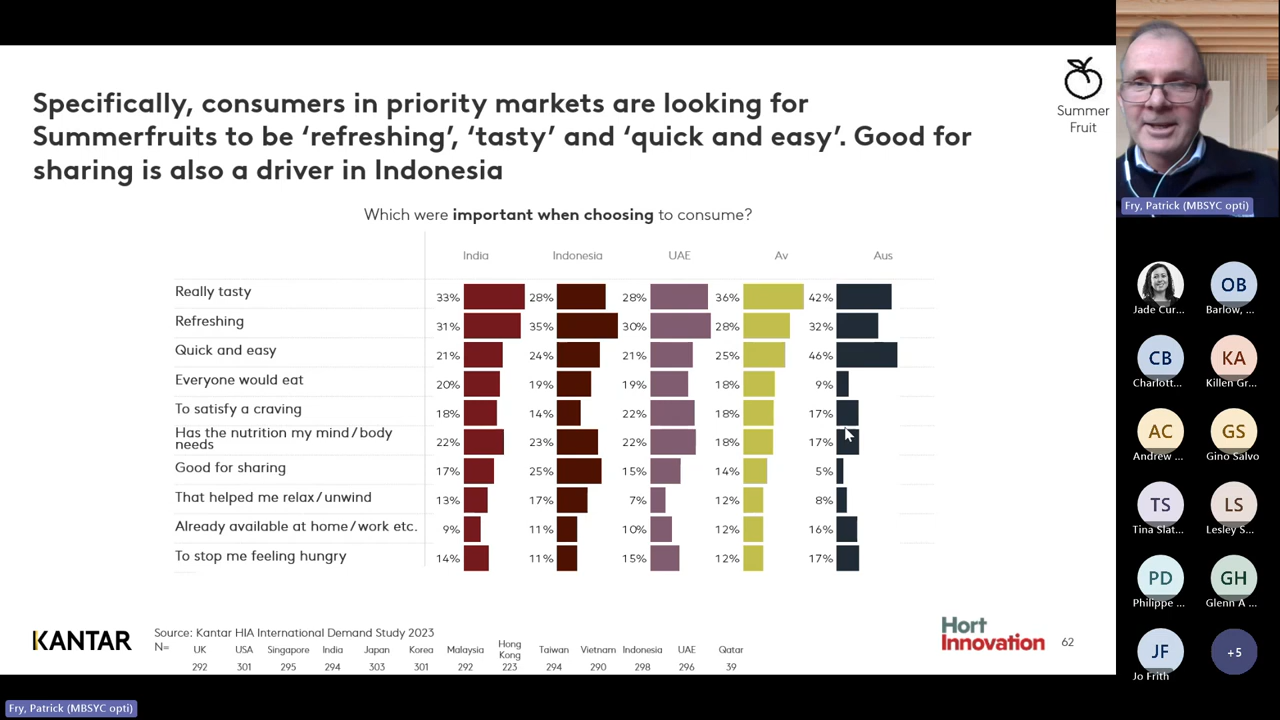 Specifically, consumers in priority markets are looking for
Summerfruits to be ‘refreshing’, ‘tasty’ and ‘quick and easy’. Good for
sharing is also a driver in Indonesia
Summer
Fruit
Which were important when choosing to consume?
India Indonesia UAE Av Aus
Really tasty 33% 28% 28% 36% 42%
Refreshing 31% 35% 30% 28% 32%
Quick and easy 21% 24% 21% 25% 46%
Everyone would eat 20% 19% 19% 18% 9%
To satisfy a craving 18% 14% 22% 18% 17%
Has the nutrition my mind/body
needs 22% 23% 22% 18% 17%
Good for sharing 17% 25% 15% 14% 5%
That helped me relax/unwind 13% 17% 7% 12% 8%
Already available at home/work etc. 9% 11% 10% 12% 16%
To stop me feeling hungry 14% 11% 15% 12% 17%
KANTAR
Source: Kantar HIA International Demand Study 2023
N= UK USA Singapore India Japan Korea Malaysia Hong Kong Taiwan Vietnam Indonesia UAE Qatar
292 301 295 294 303 301 292 223 294 290 298 296 39
Hort
Innovation
62
Fry, Patrick (MBSYC opti)
Jade Cur...
OB
Barlow, ...
CB
Charlott...
KA
Killen Gr...
AC
Andrew ...
GS
Gino Salvo
TS
Tina Slat...
LS
Lesley S...
PD
Philippe ...
GH
Glenn A ...
JF
Jo Frith
+5
Fry, Patrick (MBSYC opti)